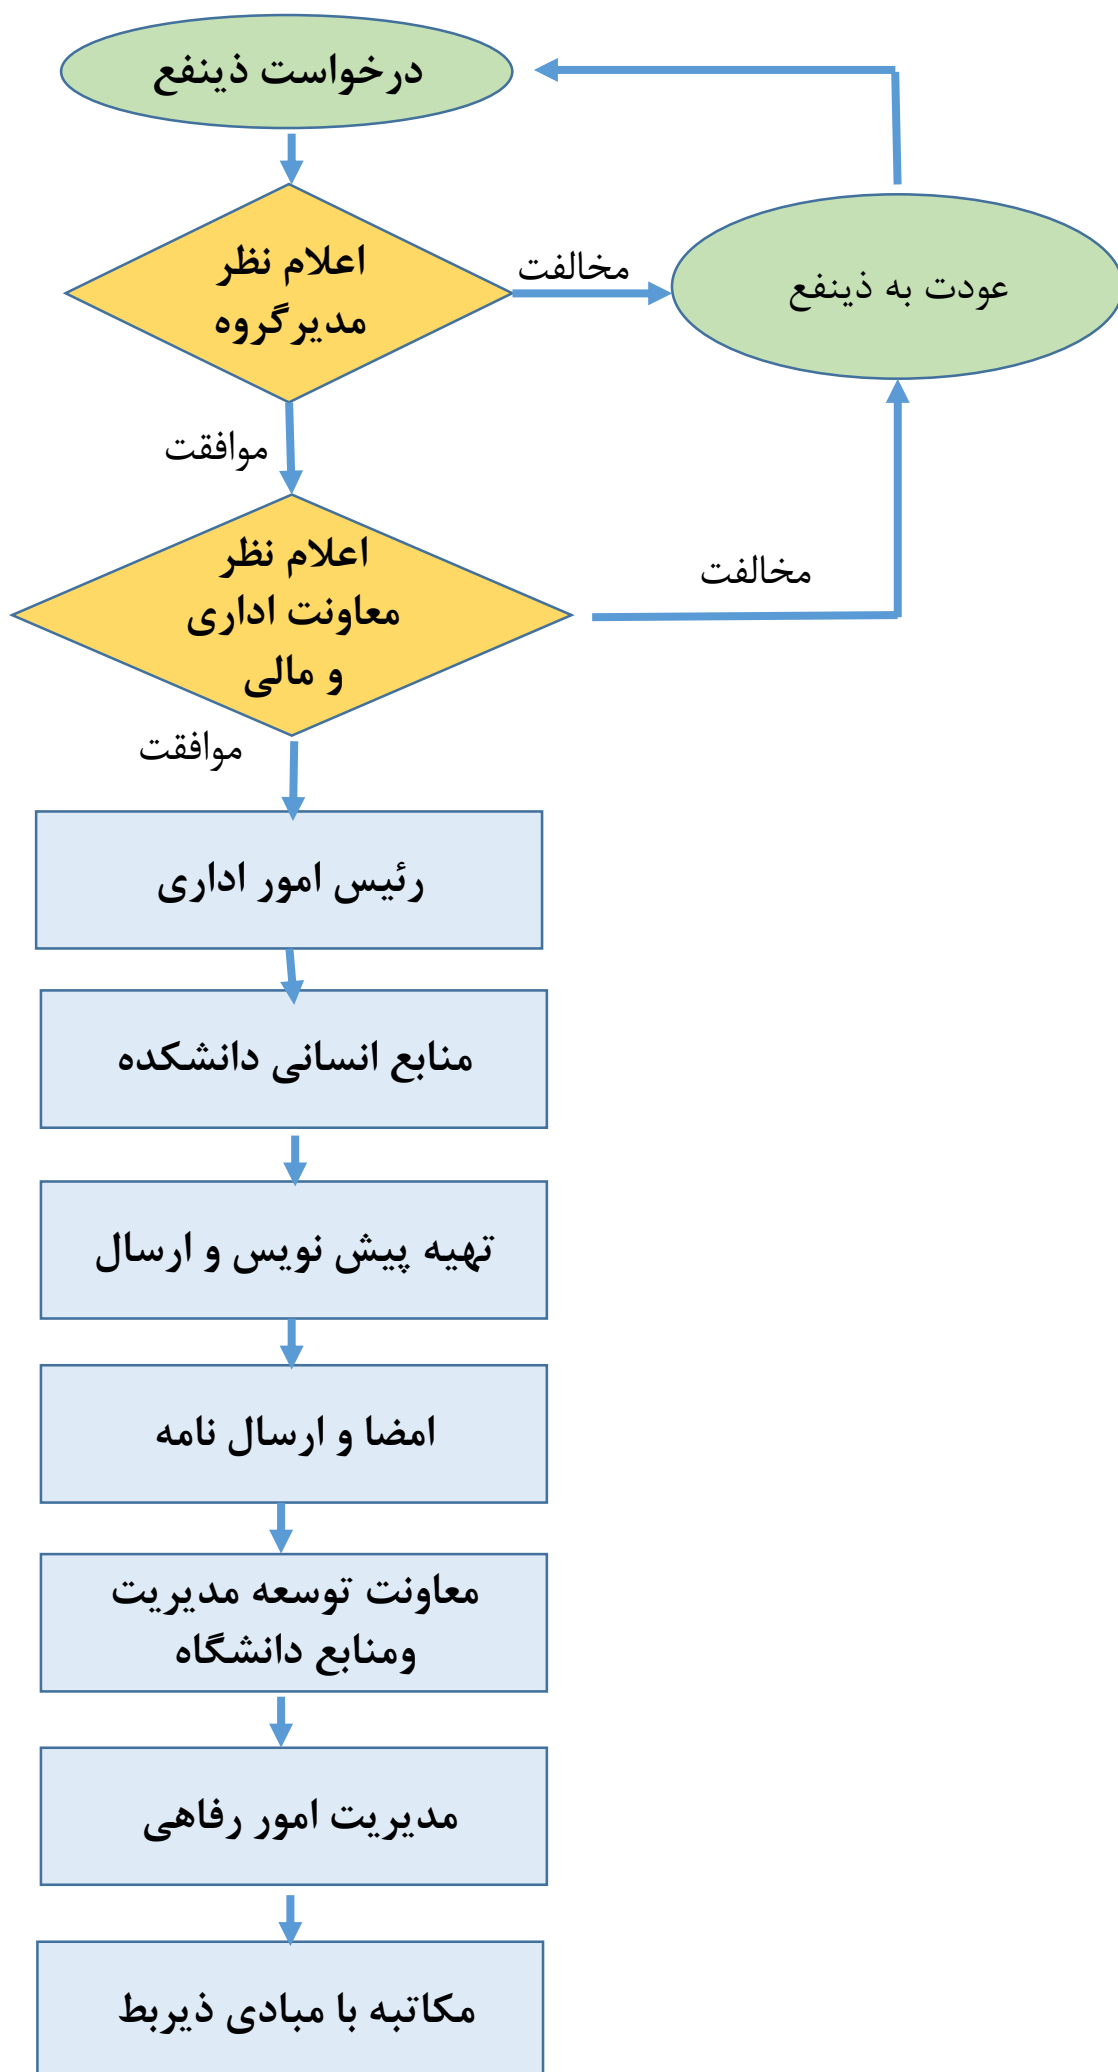 درخواست ذینفع
اعلام نظر
مدیرگروه
مخالفت
عودت به ذینفع
موافقت
اعلام نظر
معاونت اداری
و مالی
مخالفت
موافقت
رئیس امور اداری
منابع انسانی دانشکده
تهیه پیش نویس و ارسال
امضا و ارسال نامه
معاونت توسعه مدیریت
ومنابع دانشگاه
مدیریت امور رفاهی
مکاتبه با مبادی ذیربط